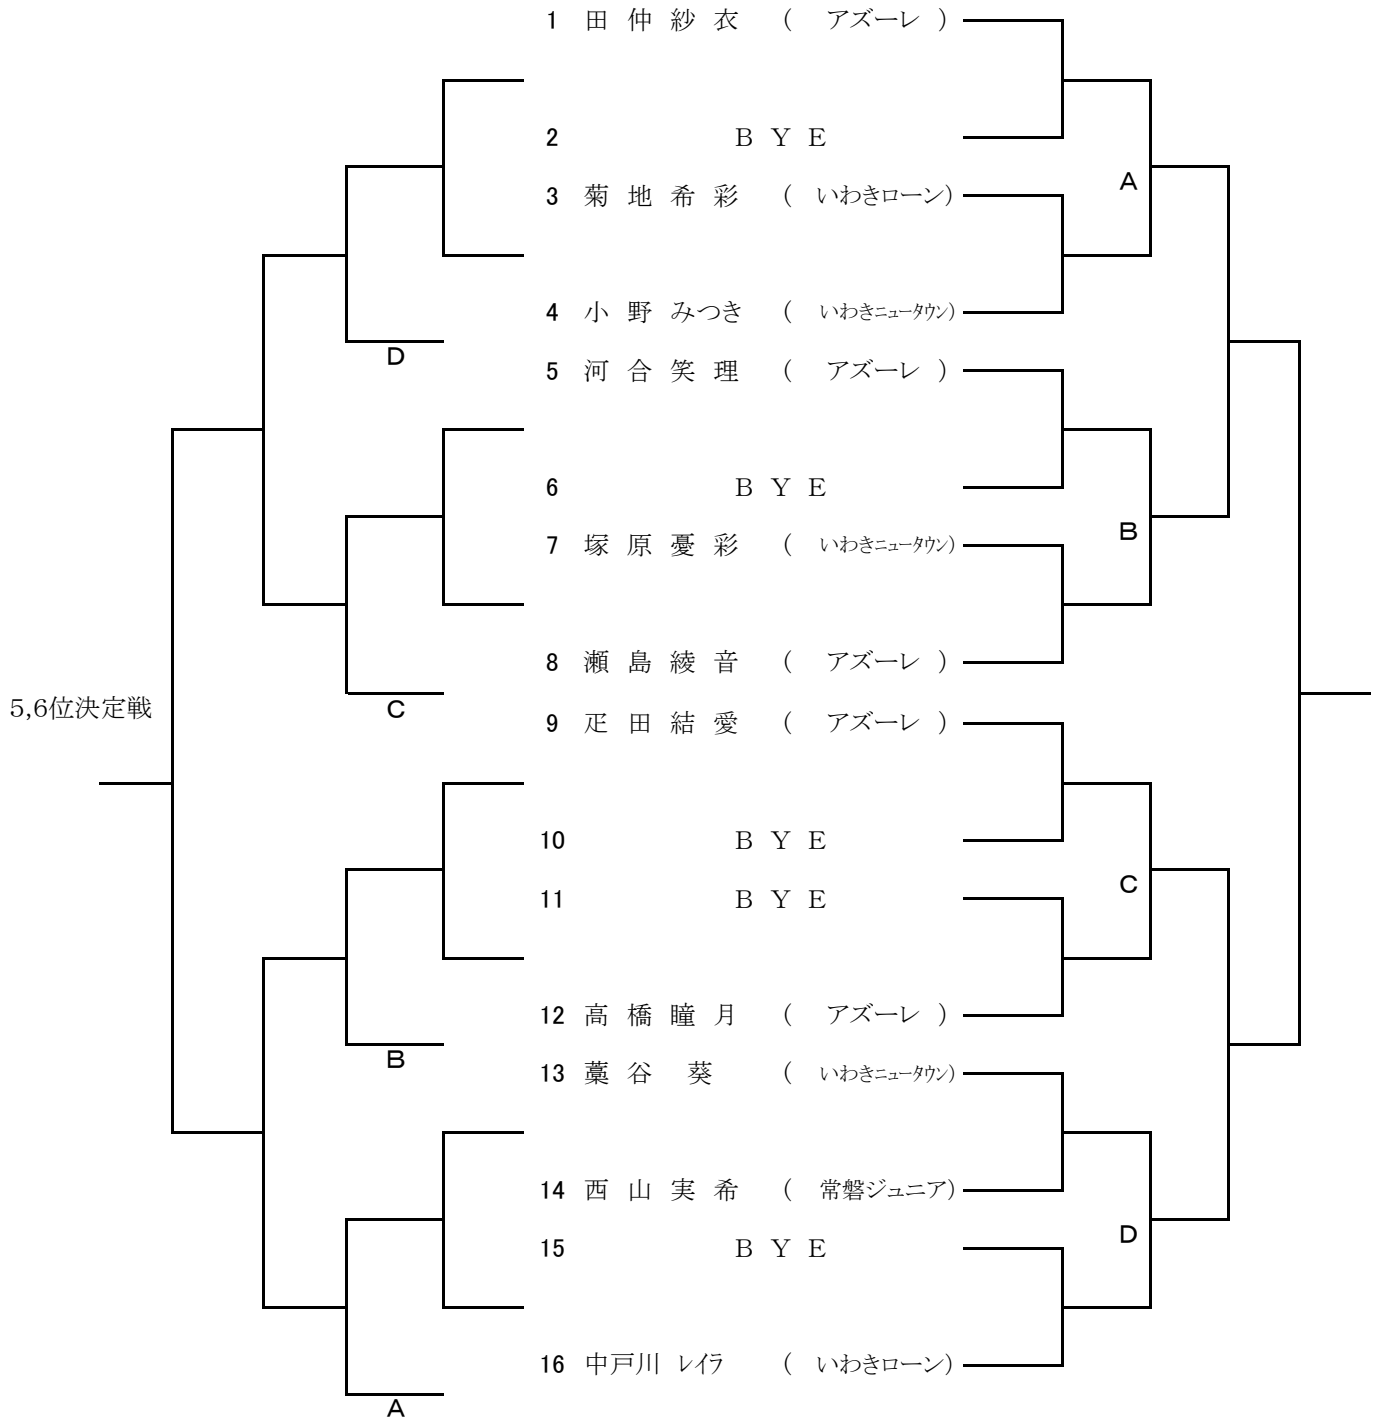 1 田仲紗衣 ( アズーレ )
2 BYE
A
3 菊地希彩 ( いわきローン)
4 小野みつき ( いわきニュータウン)
D
5 河合笑理 ( アズーレ )
6 BYE
B
7 塚原憂彩 ( いわきニュータウン)
8 瀬島綾音 ( アズーレ )
5,6位決定戦
C
9 疋田結愛 ( アズーレ )
10 BYE
C
11 BYE
12 高橋瞳月 ( アズーレ )
B
13 藁谷 葵 ( いわきニュータウン)
14 西山実希 ( 常磐ジュニア)
D
15 BYE
16 中戸川 レイラ ( いわきローン)
A